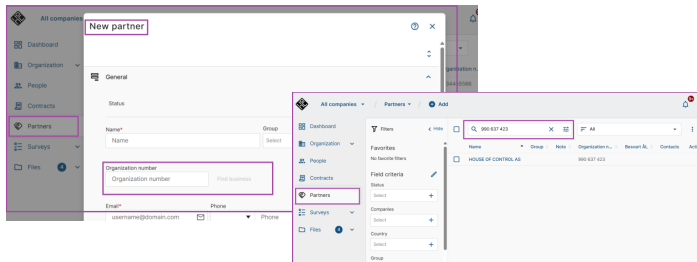 All companies
New partner
Dashboard
Organization
People
Contracts
Partners
Surveys
Files 4
General
Status
Name*
Name
Group
Select
Organization number
Organization number
Find business
Email*
username@domain.com
Phone
Phone
All companies / Partners / Add
Dashboard
Organization
People
Contracts
Partners
Surveys
Files 4
Filters
Hide
Favorites
No favorite filters
Field criteria
Status
Select
Companies
Select
Country
Select
Group
990 637 423
All
Name Group Note Organization n... Contacts Acti
HOUSE OF CONTROL AS 990 637 423